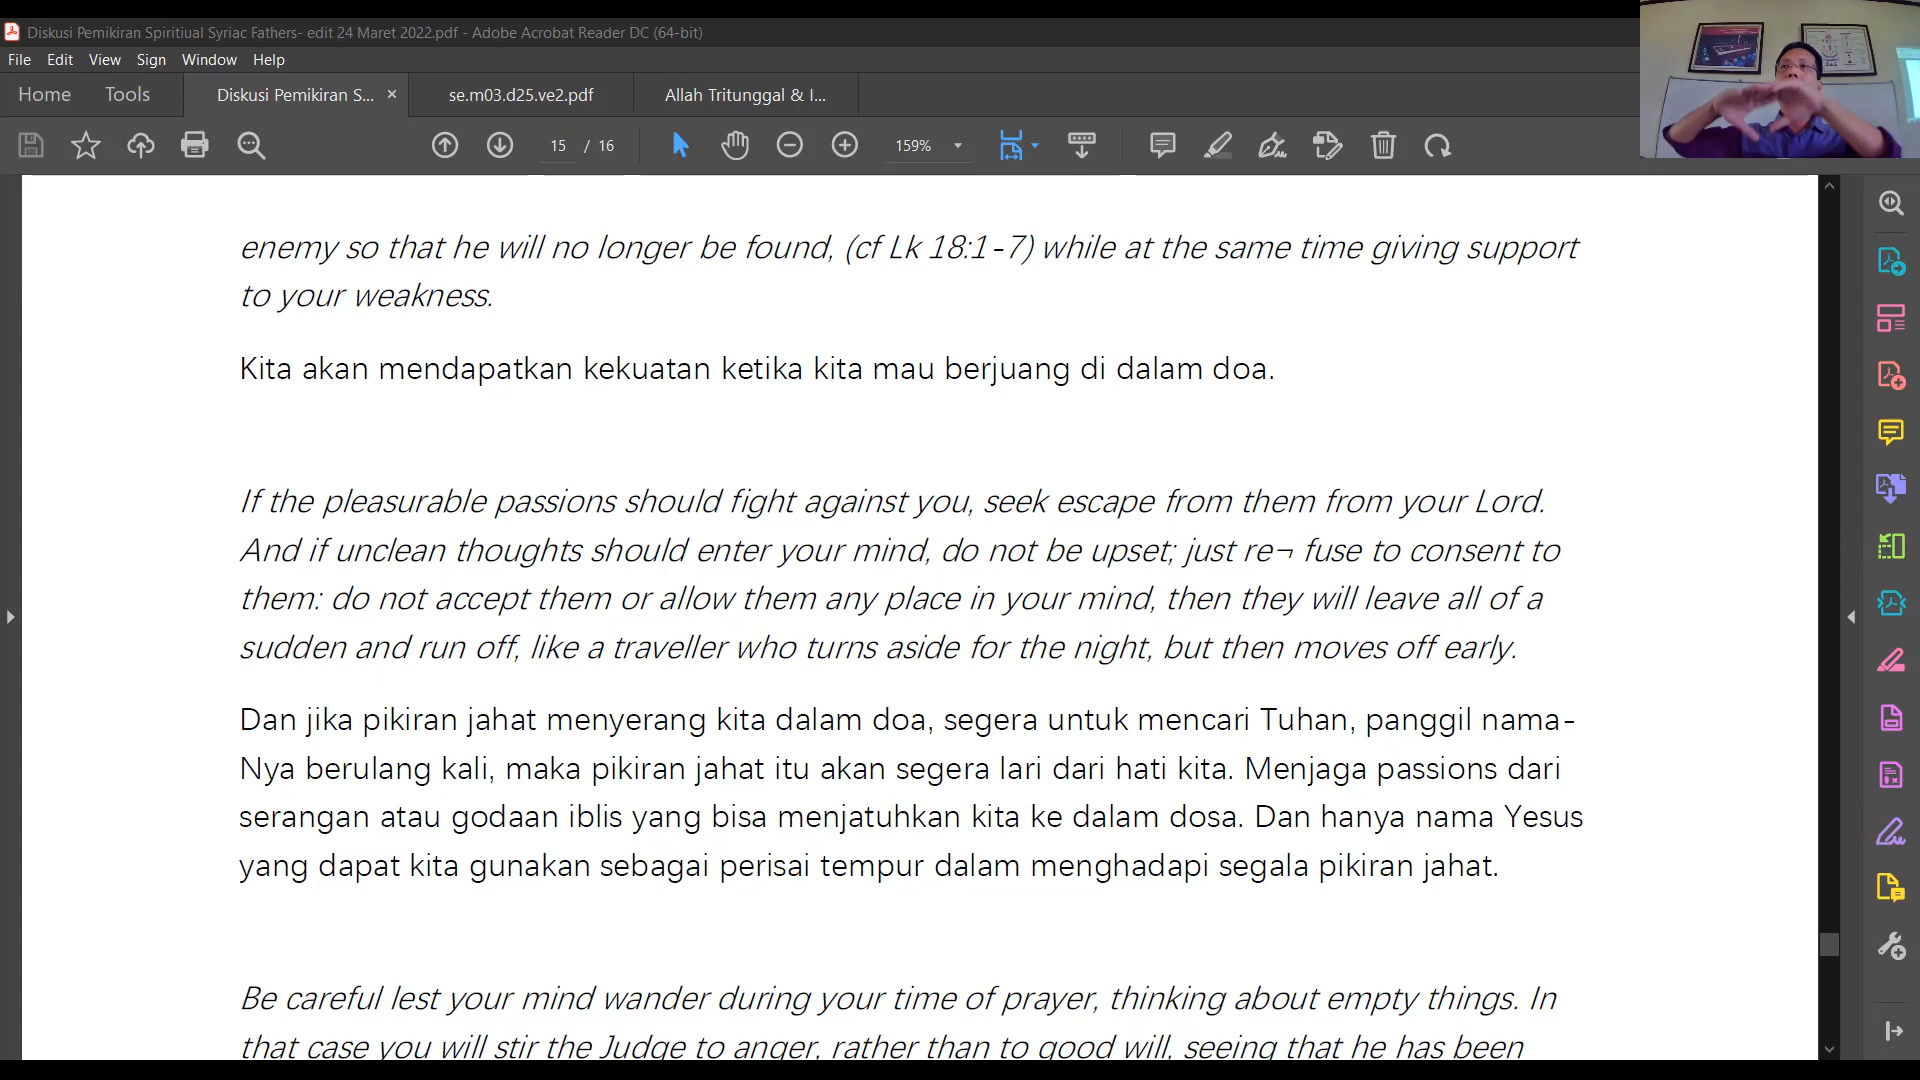 Diskusi Pemikiran Spiritiual Syriac Fathers- edit 24 Maret 2022.pdf - Adobe Acrobat Reader DC (64-bit)
File Edit View Sign Window Help
Home Tools Diskusi Pemikiran S... × se.m03.d25.ve2.pdf Allah Tritunggal & I...
15 / 16 159%
enemy so that he will no longer be found, (cf Lk 18:1-7) while at the same time giving support
to your weakness.
Kita akan mendapatkan kekuatan ketika kita mau berjuang di dalam doa.
If the pleasurable passions should fight against you, seek escape from them from your Lord.
And if unclean thoughts should enter your mind, do not be upset; just re¬ fuse to consent to
them: do not accept them or allow them any place in your mind, then they will leave all of a
sudden and run off, like a traveller who turns aside for the night, but then moves off early.
Dan jika pikiran jahat menyerang kita dalam doa, segera untuk mencari Tuhan, panggil nama-
Nya berulang kali, maka pikiran jahat itu akan segera lari dari hati kita. Menjaga passions dari
serangan atau godaan iblis yang bisa menjatuhkan kita ke dalam dosa. Dan hanya nama Yesus
yang dapat kita gunakan sebagai perisai tempur dalam menghadapi segala pikiran jahat.
Be careful lest your mind wander during your time of prayer, thinking about empty things. In
that case you will stir the Judge to anger, rather than to good will, seeing that he has been